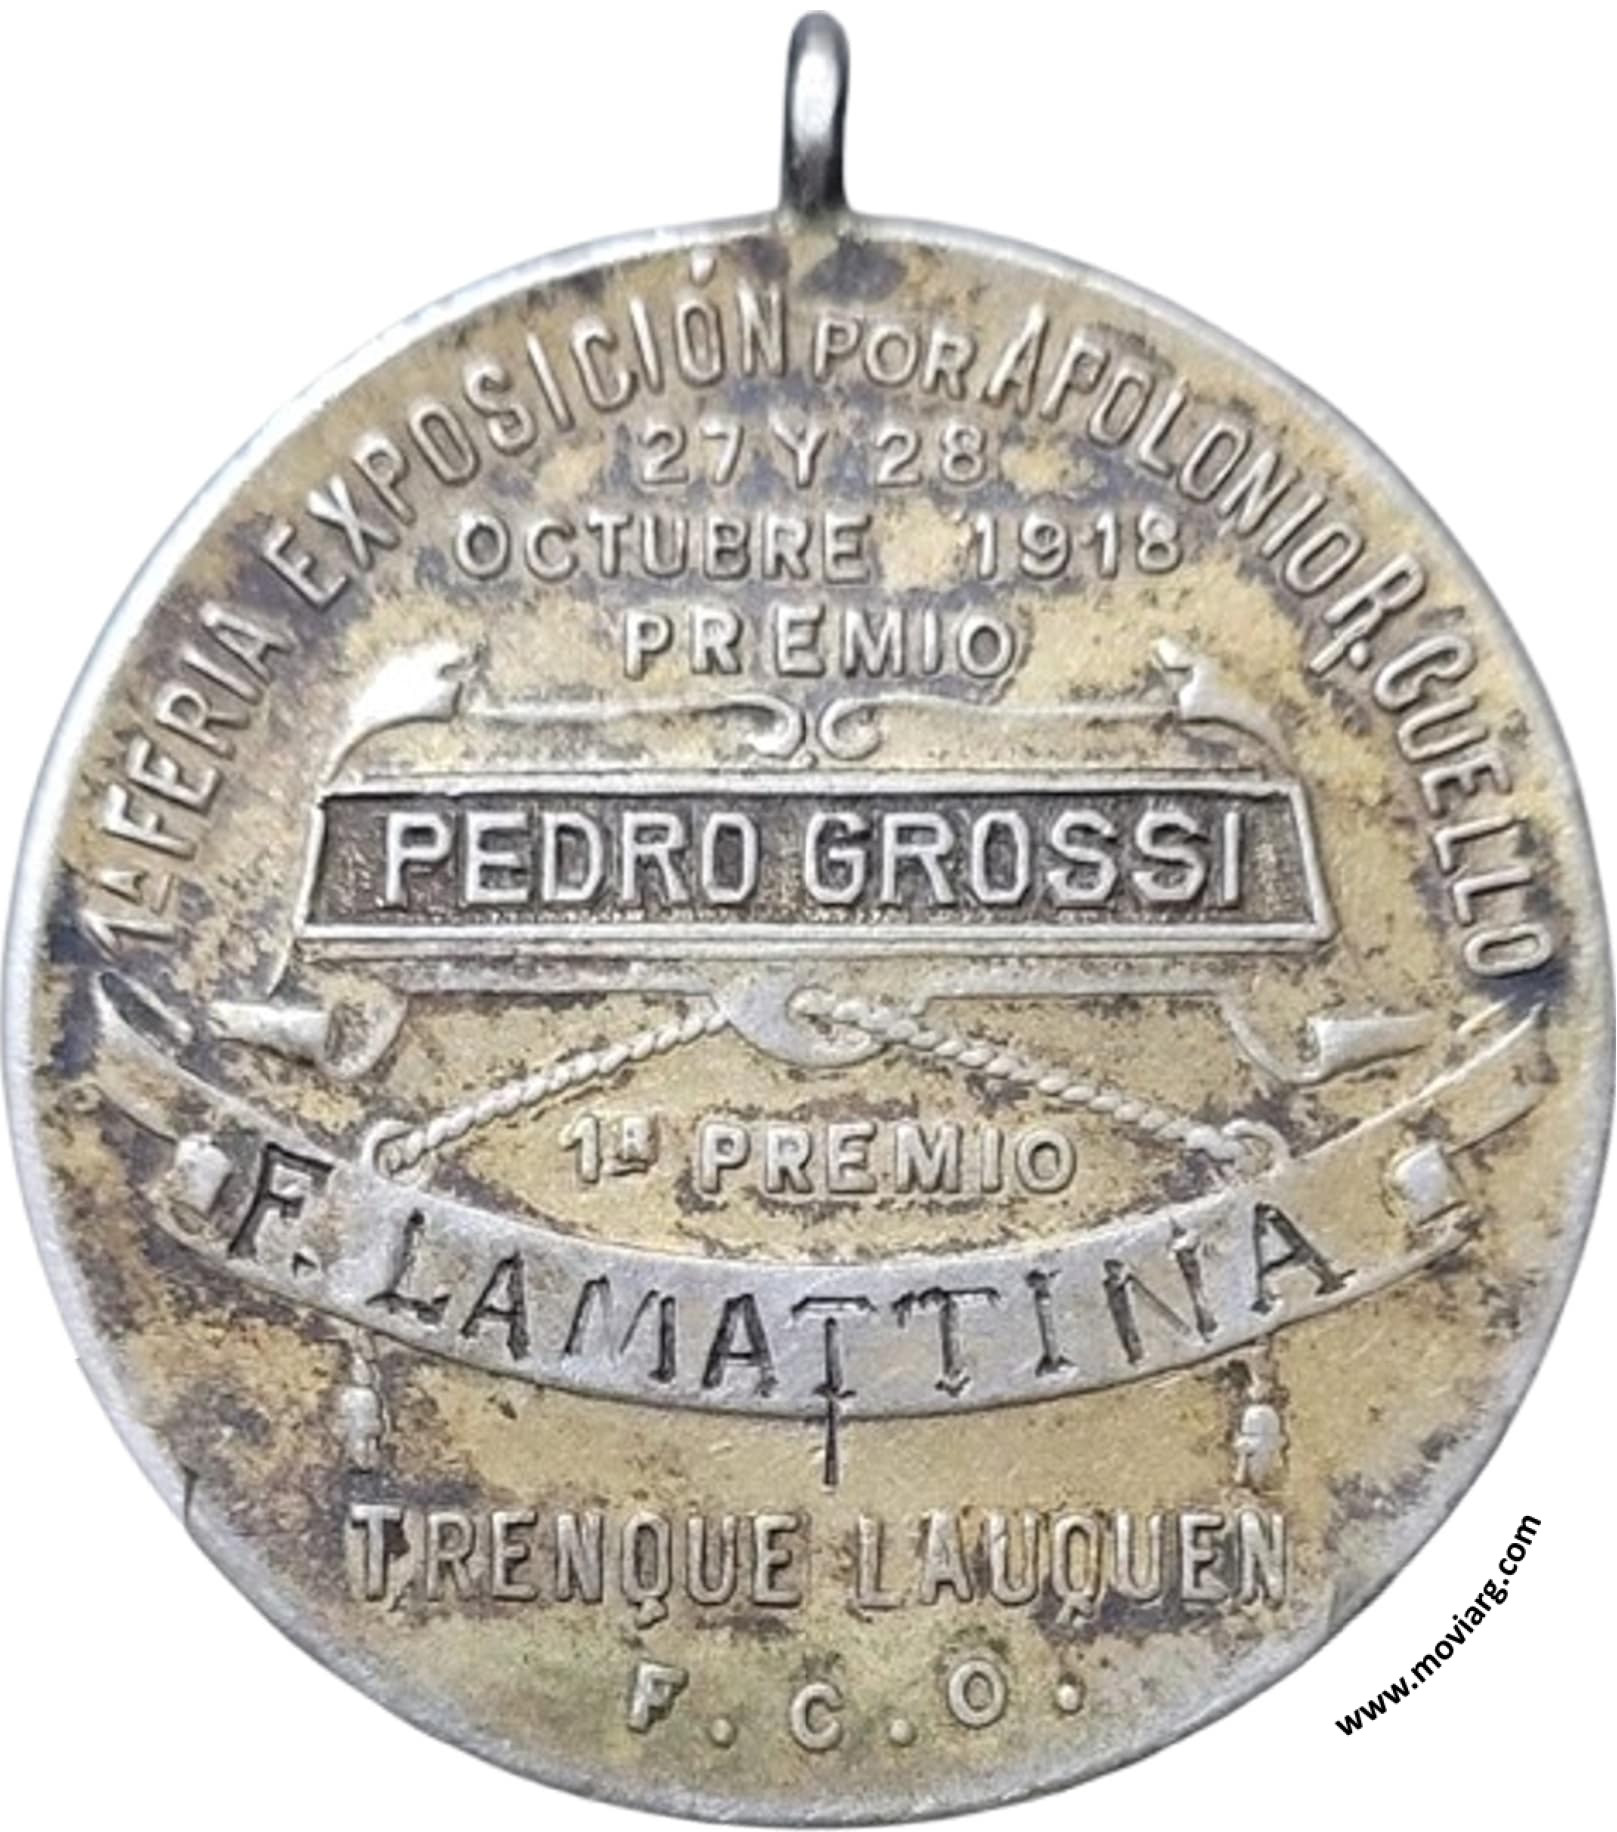 1ª FERIA EXPOSICIÓN POR APOLONIO R. CUELLO
27 Y 28
OCTUBRE 1918
PREMIO
PEDRO GROSSI
1R PREMIO
F. LAMATTINA
TRENQUE LAUQUEN
F.C.O.
www.moviarg.com